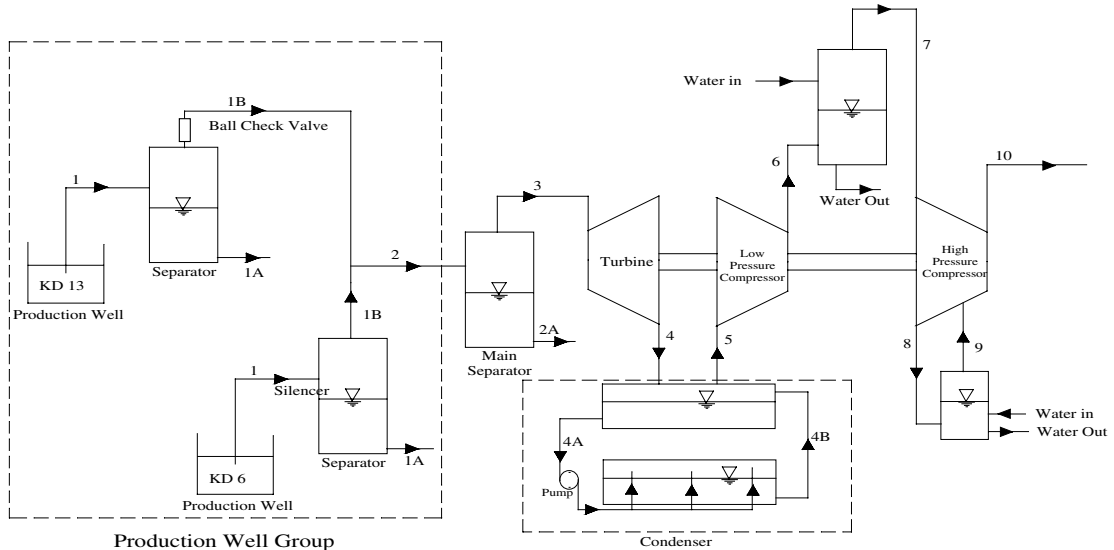 1B
Ball Check Valve
1
KD 13
Production Well
Separator
1A
1B
1
Silencer
KD 6
Production Well
Separator
1A
Production Well Group
2
3
Main
Separator
2A
Turbine
4
5
Low
Pressure
Compressor
6
Water in
Water Out
7
High
Pressure
Compressor
10
8
9
Water in
Water Out
4A
4B
Pump
Condenser